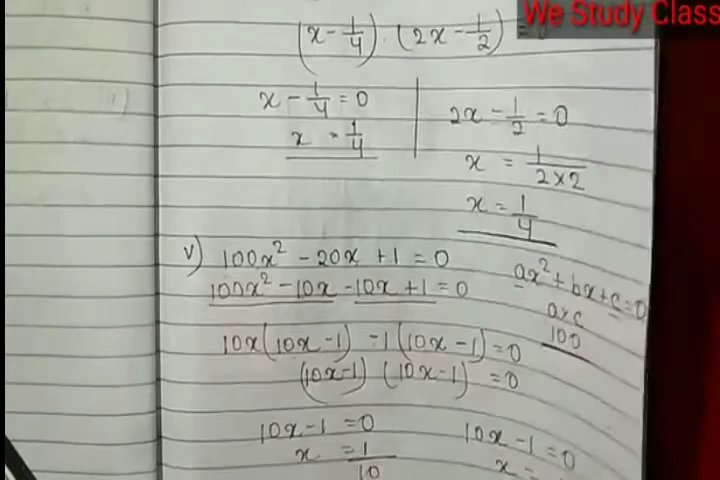 We Study Class
(x - 1/4) . (2x - 1/2) = 0
x - 1/4 = 0
x = 1/4
2x - 1/2 = 0
x = 1/(2×2)
x = 1/4
v) 100x² - 20x + 1 = 0
100x² - 10x - 10x + 1 = 0
ax² + bx + c = 0
a×c
100
10x(10x - 1) - 1(10x - 1) = 0
(10x - 1) (10x - 1) = 0
10x - 1 = 0
x = 1/10
10x - 1 = 0
x =